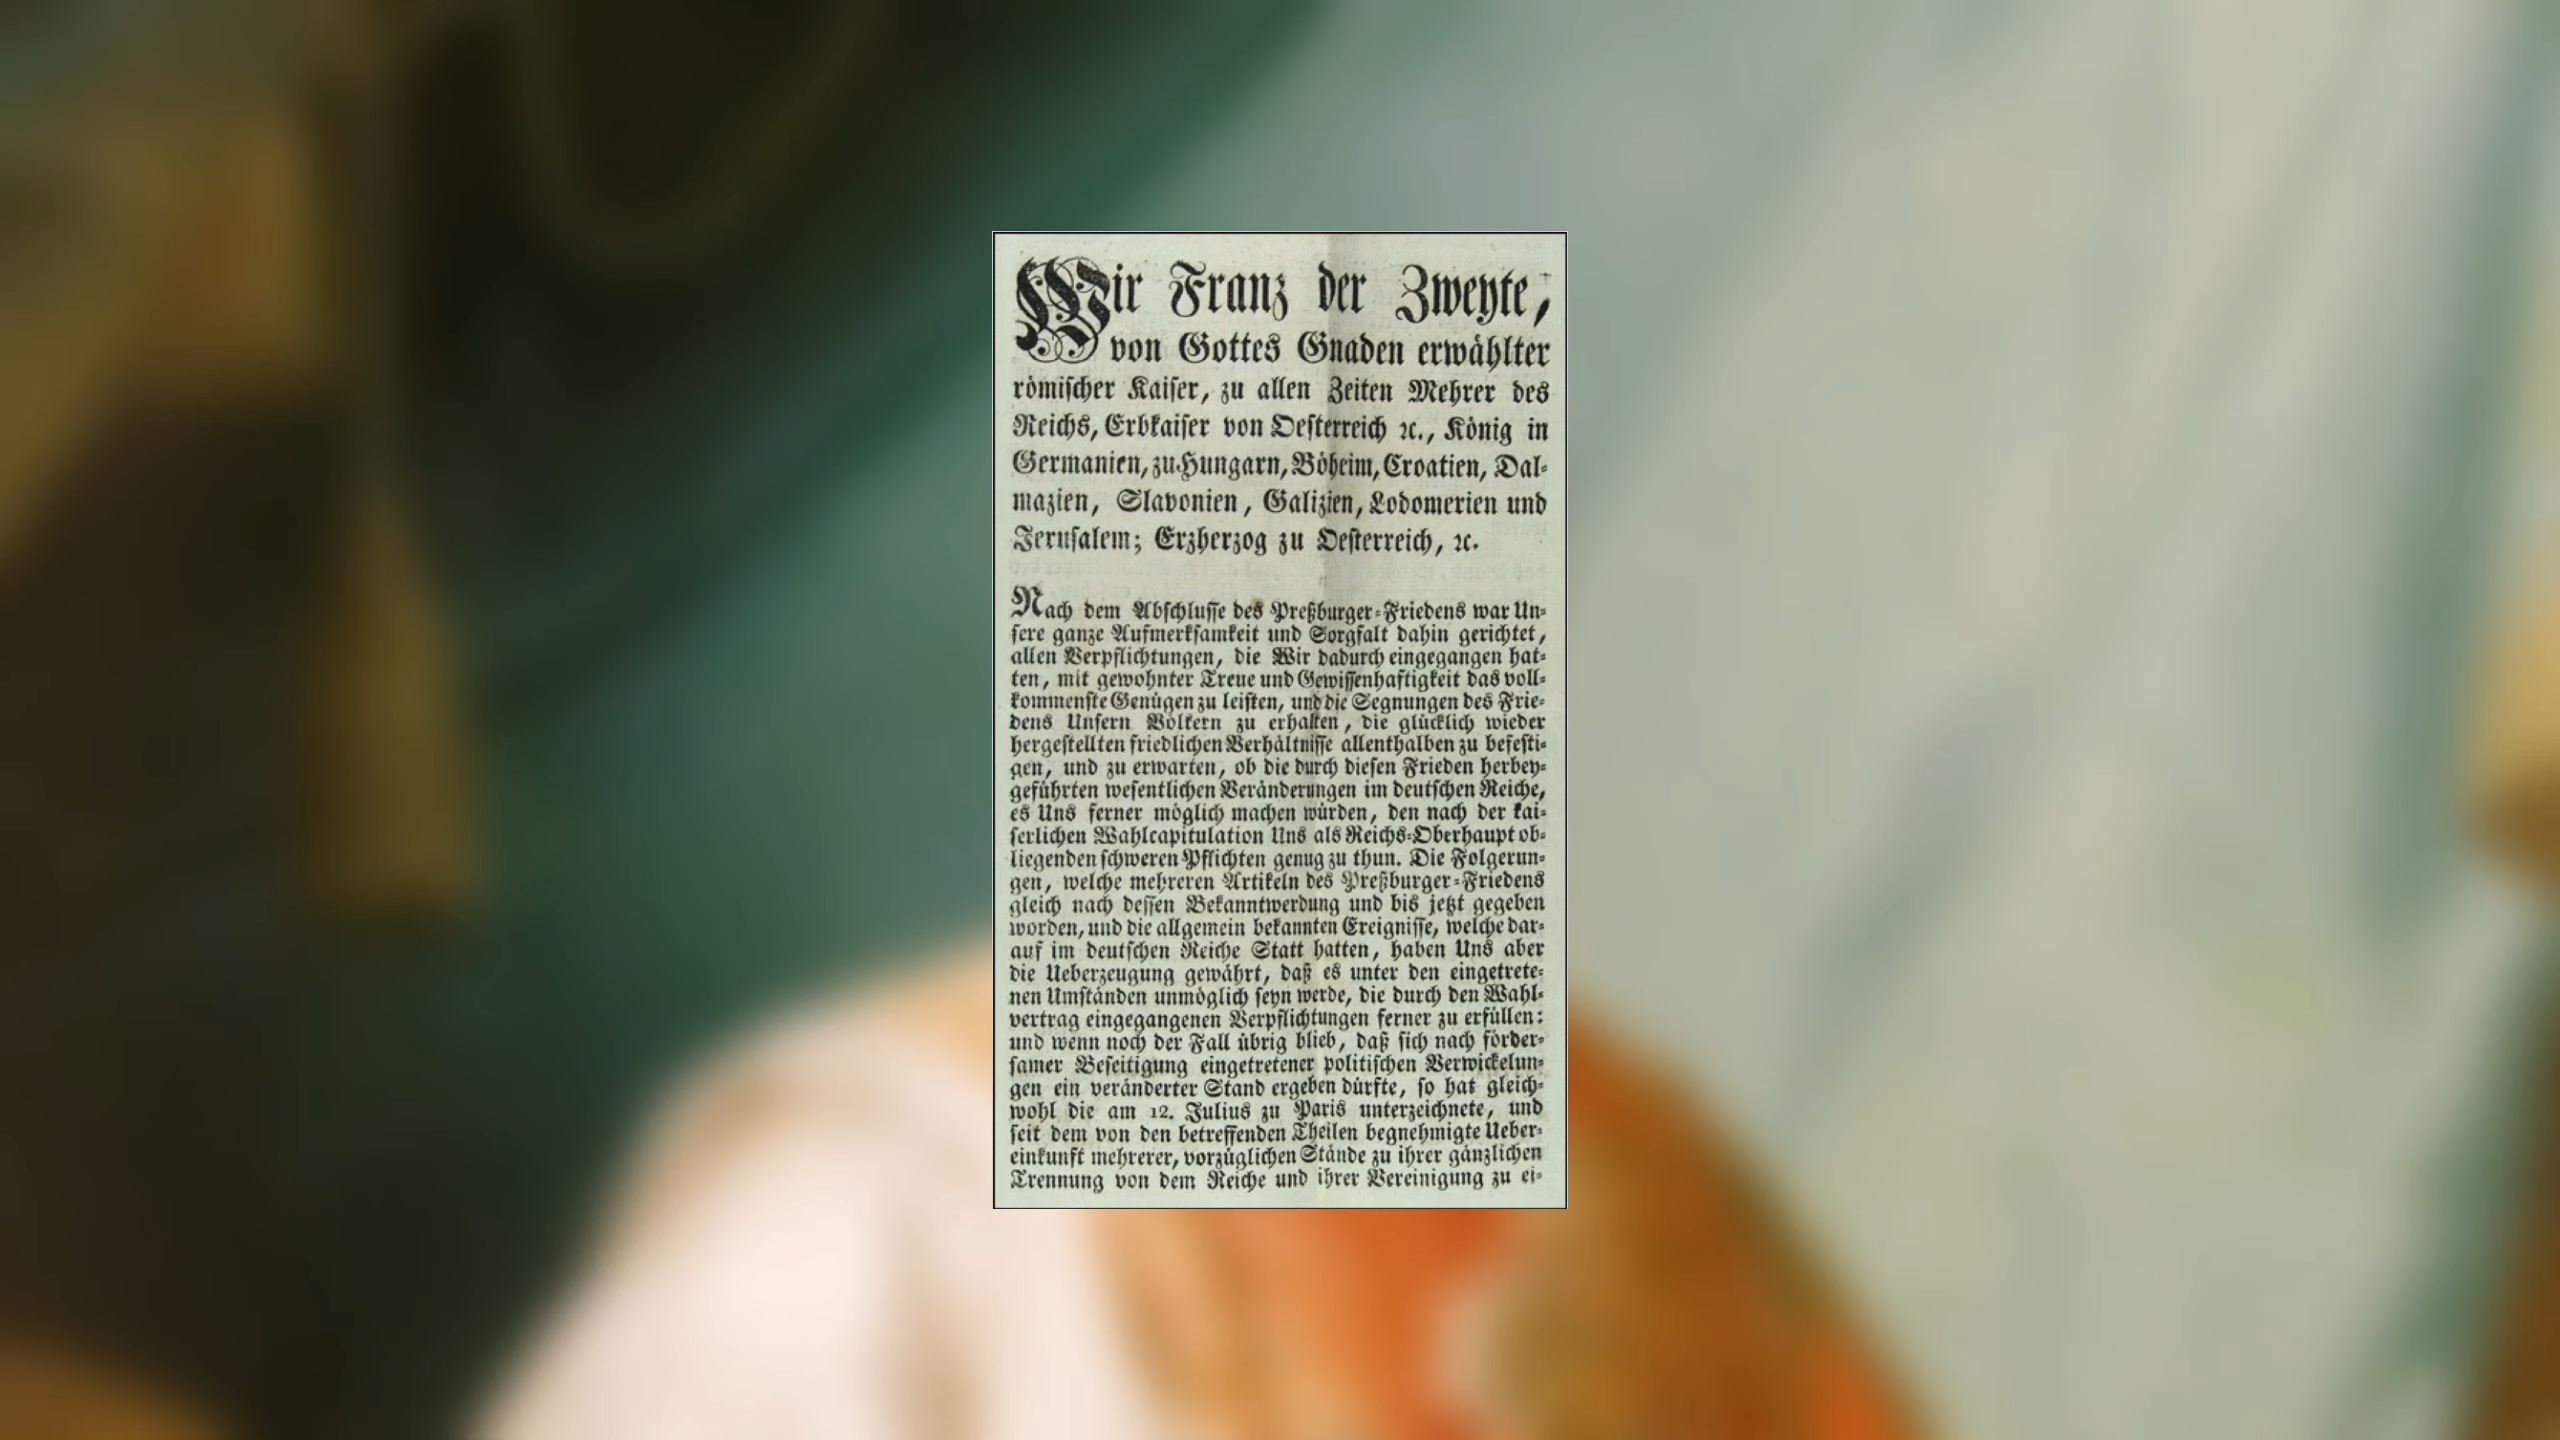 Wir Franz der Zweyte,
von Gottes Gnaden erwählter
römiſcher Kaiſer, zu allen Zeiten Mehrer des
Reichs, Erbkaiſer von Oeſterreich ꝛc., König in
Germanien, zu Hungarn, Böheim, Croatien, Dal-
mazien, Slavonien, Galizien, Lodomerien und
Jeruſalem; Erzherzog zu Oeſterreich, ꝛc.
Nach dem Abſchluſſe des Preßburger-Friedens war Un-
ſere ganze Aufmerkſamkeit und Sorgfalt dahin gerichtet,
allen Verpflichtungen, die Wir dadurch eingegangen hat-
ten, mit gewohnter Treue und Gewiſſenhaftigkeit das voll-
kommenſte Genügen zu leiſten, und die Segnungen des Frie-
dens Unſern Völkern zu erhalten, die glücklich wieder
hergeſtellten friedlichen Verhältniſſe allenthalben zu befeſti-
gen, und zu erwarten, ob die durch dieſen Frieden herbey-
geführten weſentlichen Veränderungen im deutſchen Reiche,
es Uns ferner möglich machen würden, den nach der kai-
ſerlichen Wahlcapitulation Uns als Reichs-Oberhaupt ob-
liegenden ſchweren Pflichten genug zu thun. Die Folgerun-
gen, welche mehreren Artikeln des Preßburger-Friedens
gleich nach deſſen Bekanntwerdung und bis jetzt gegeben
worden, und die allgemein bekannten Ereigniſſe, welche dar-
auf im deutſchen Reiche Statt hatten, haben Uns aber
die Ueberzeugung gewährt, daß es unter den eingetrete-
nen Umſtänden unmöglich ſeyn werde, die durch den Wahl-
vertrag eingegangenen Verpflichtungen ferner zu erfüllen:
und wenn noch der Fall übrig blieb, daß ſich nach förder-
ſamer Beſeitigung eingetretener politiſchen Verwickelun-
gen ein veränderter Stand ergeben dürfte, ſo hat gleich-
wohl die am 12. Julius zu Paris unterzeichnete, und
ſeit dem von den betreffenden Theilen begnehmigte Ueber-
einkunft mehrerer, vorzüglichen Stände zu ihrer gänzlichen
Trennung von dem Reiche und ihrer Vereinigung zu ei-